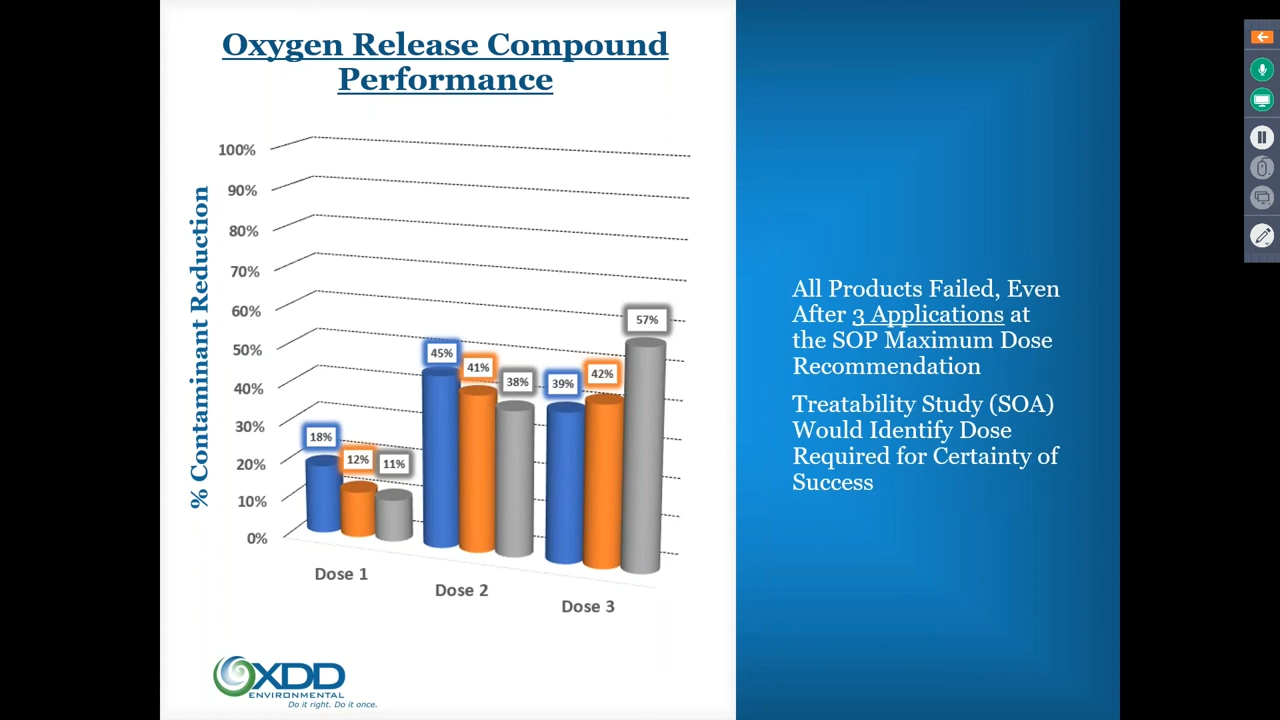 Oxygen Release Compound
Performance
% Contaminant Reduction
100%
90%
80%
70%
60%
50%
40%
30%
20%
10%
0%
18%
12%
11%
45%
41%
38%
39%
42%
57%
Dose 1
Dose 2
Dose 3
All Products Failed, Even
After 3 Applications at
the SOP Maximum Dose
Recommendation
Treatability Study (SOA)
Would Identify Dose
Required for Certainty of
Success
XDD
ENVIRONMENTAL
Do it right. Do it once.